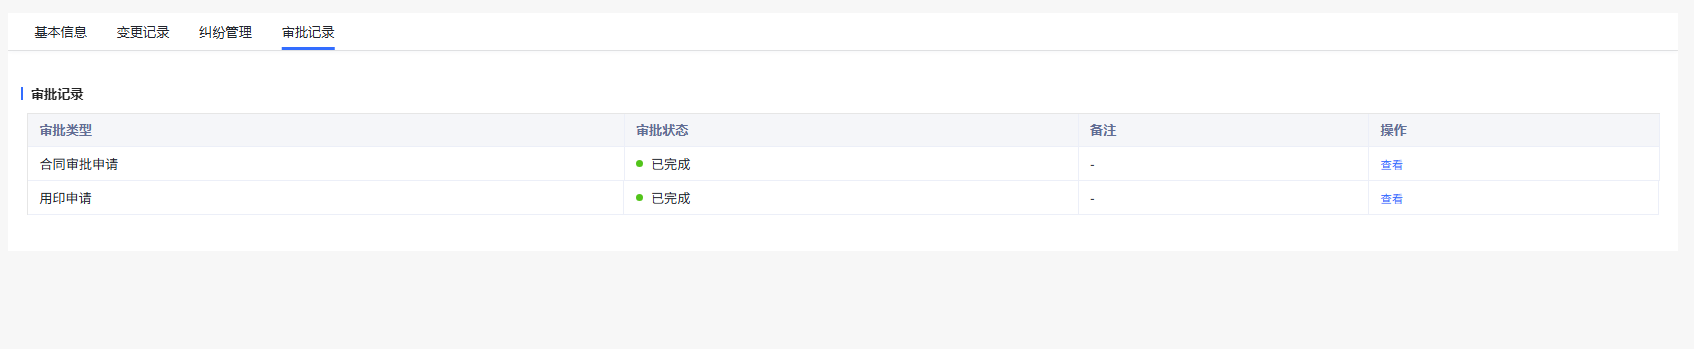 基本信息 变更记录 纠纷管理 审批记录
审批记录
审批类型 审批状态 备注 操作
合同审批申请 已完成 - 查看
用印申请 已完成 - 查看